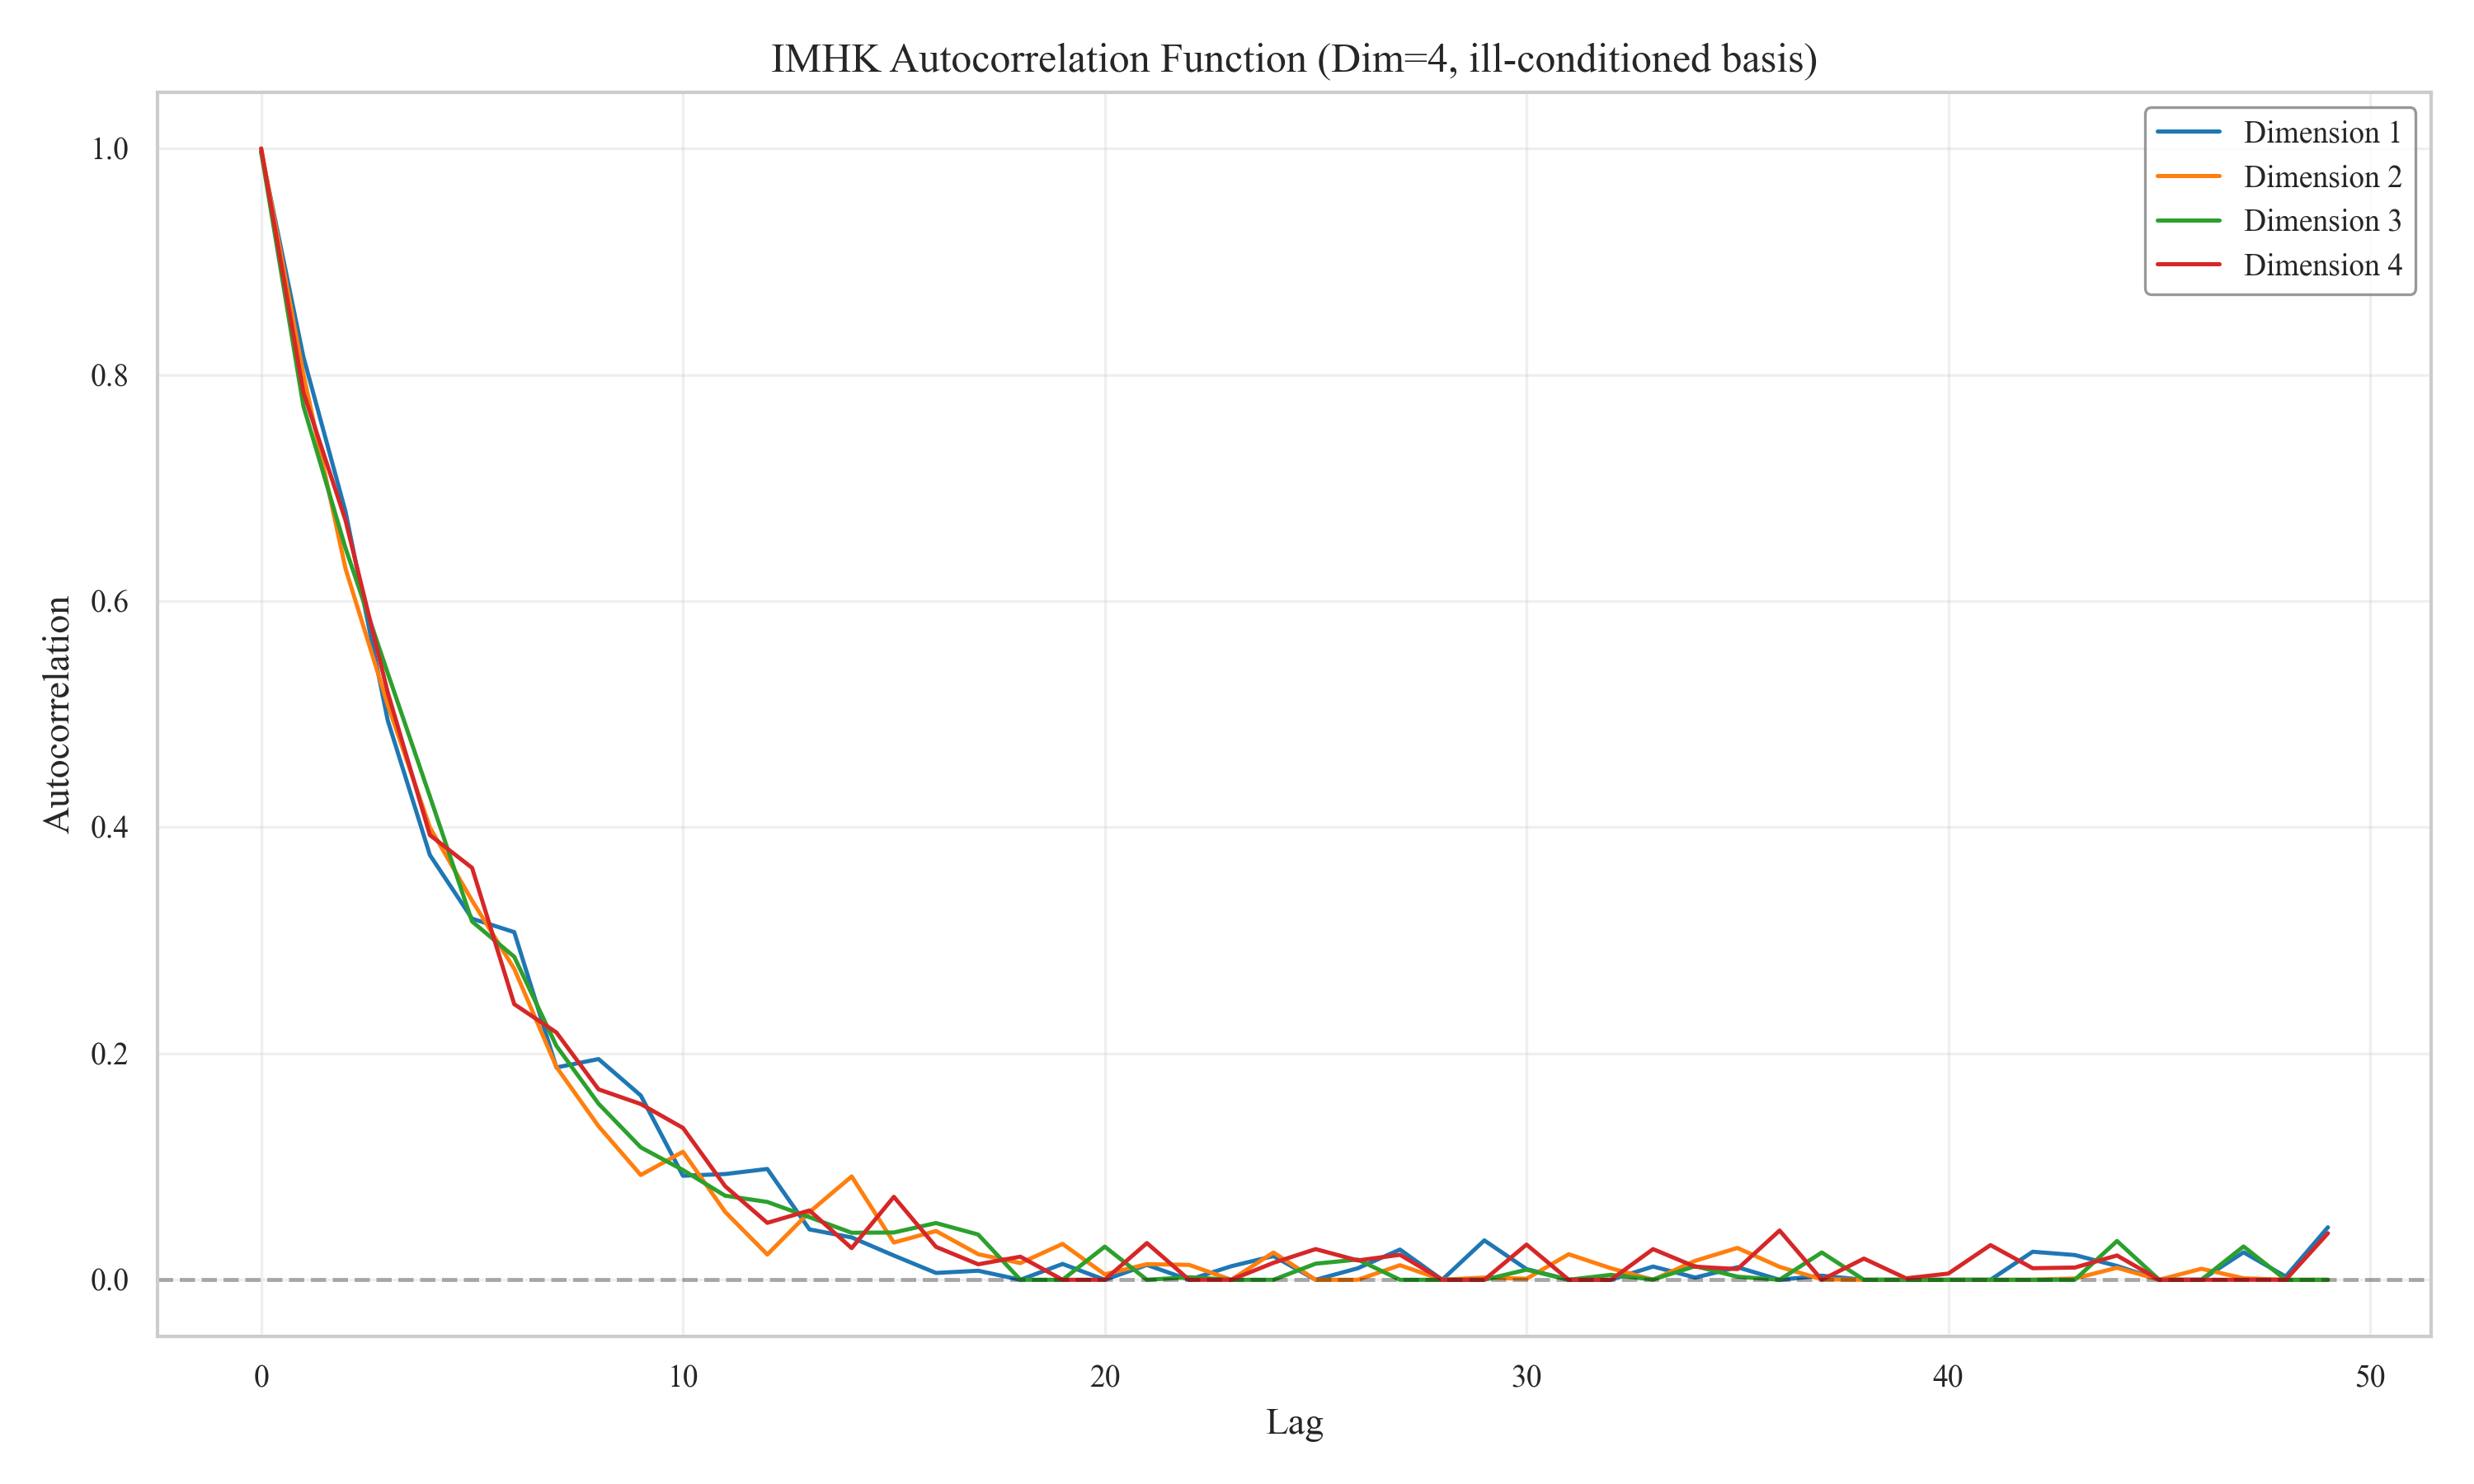 IMHK Autocorrelation Function (Dim=4, ill-conditioned basis)
Dimension 1
Dimension 2
Dimension 3
Dimension 4
Autocorrelation
1.0
0.8
0.6
0.4
0.2
0.0
0 10 20 30 40 50
Lag